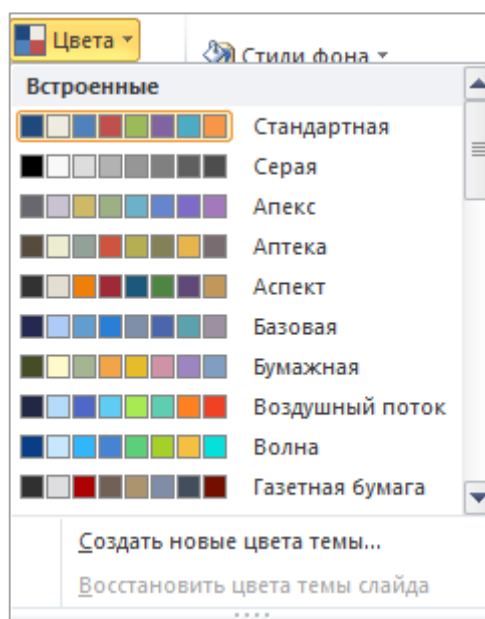 Цвета
Стили фона
Встроенные
Стандартная
Серая
Апекс
Аптека
Аспект
Базовая
Бумажная
Воздушный поток
Волна
Газетная бумага
Создать новые цвета темы...
Восстановить цвета темы слайда